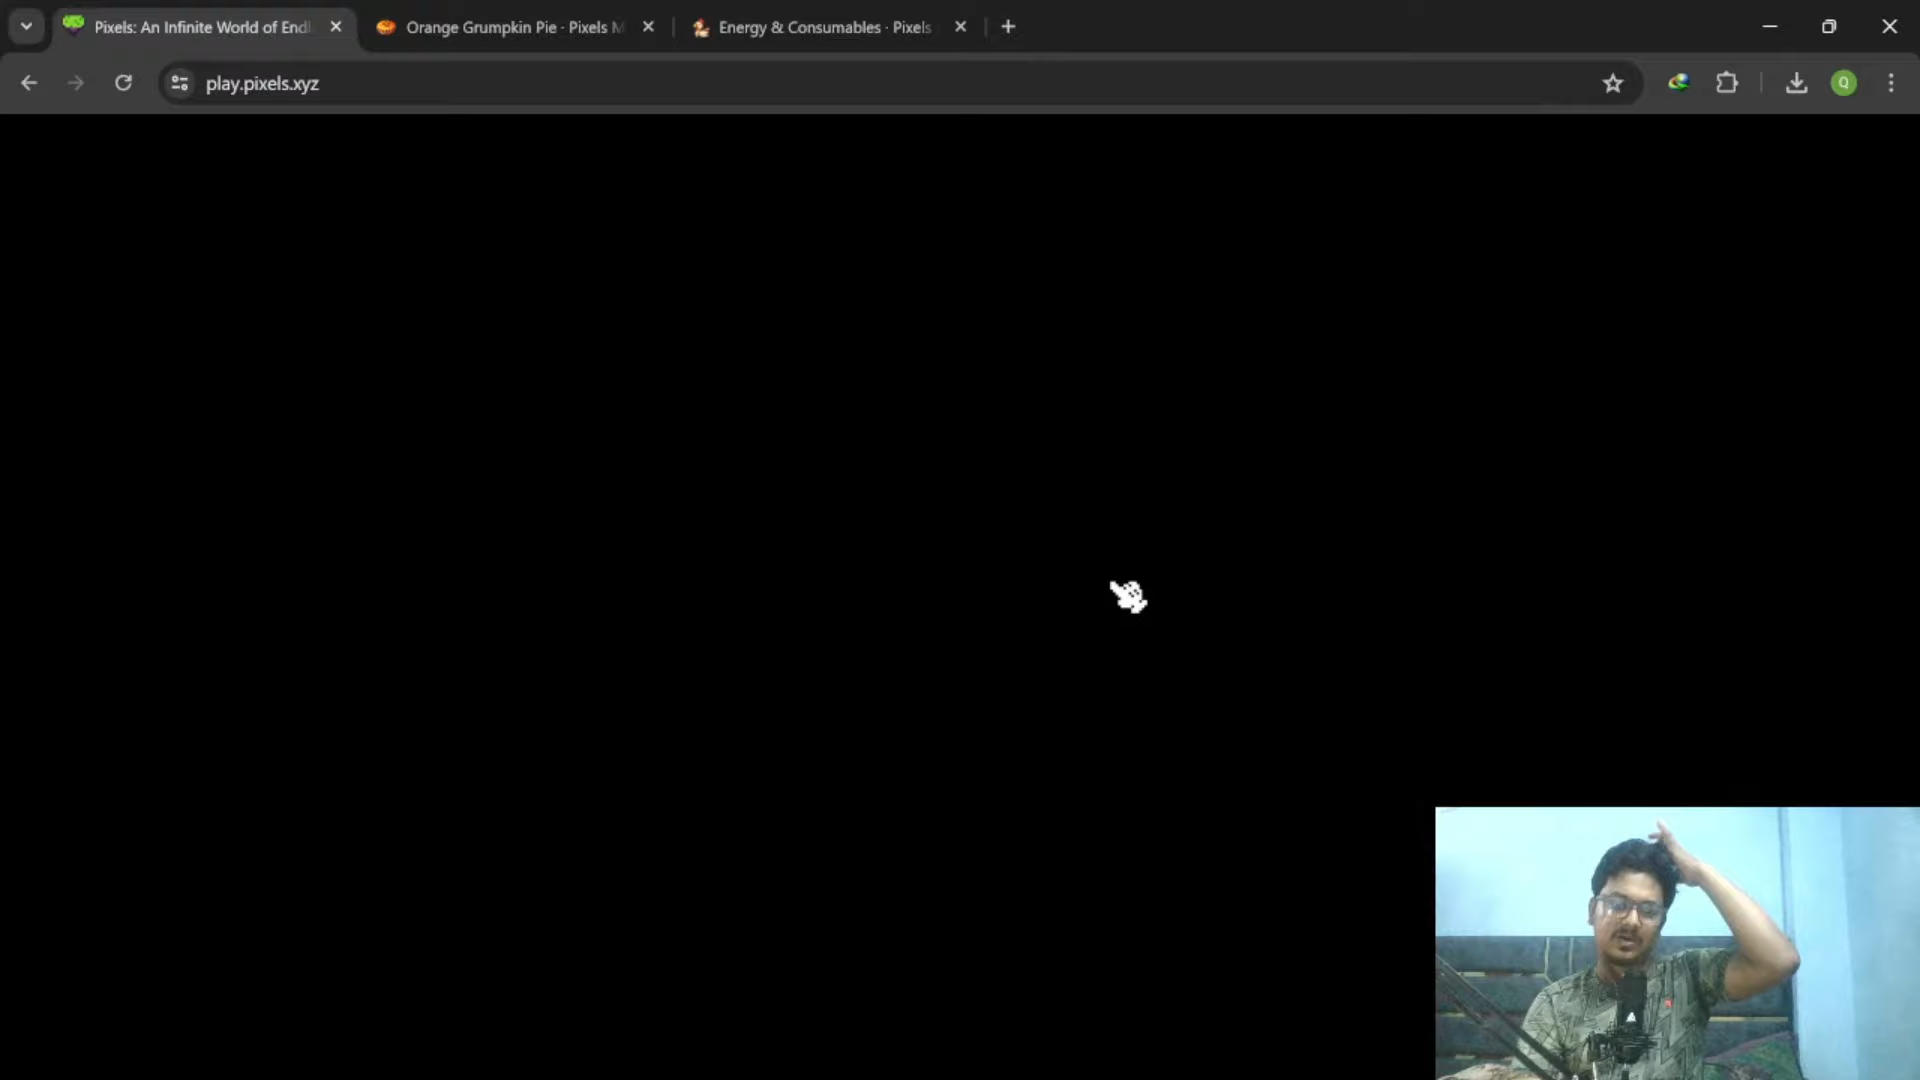 Pixels: An Infinite World of Endl
Orange Grumpkin Pie · Pixels M
Energy & Consumables · Pixels
play.pixels.xyz
Q